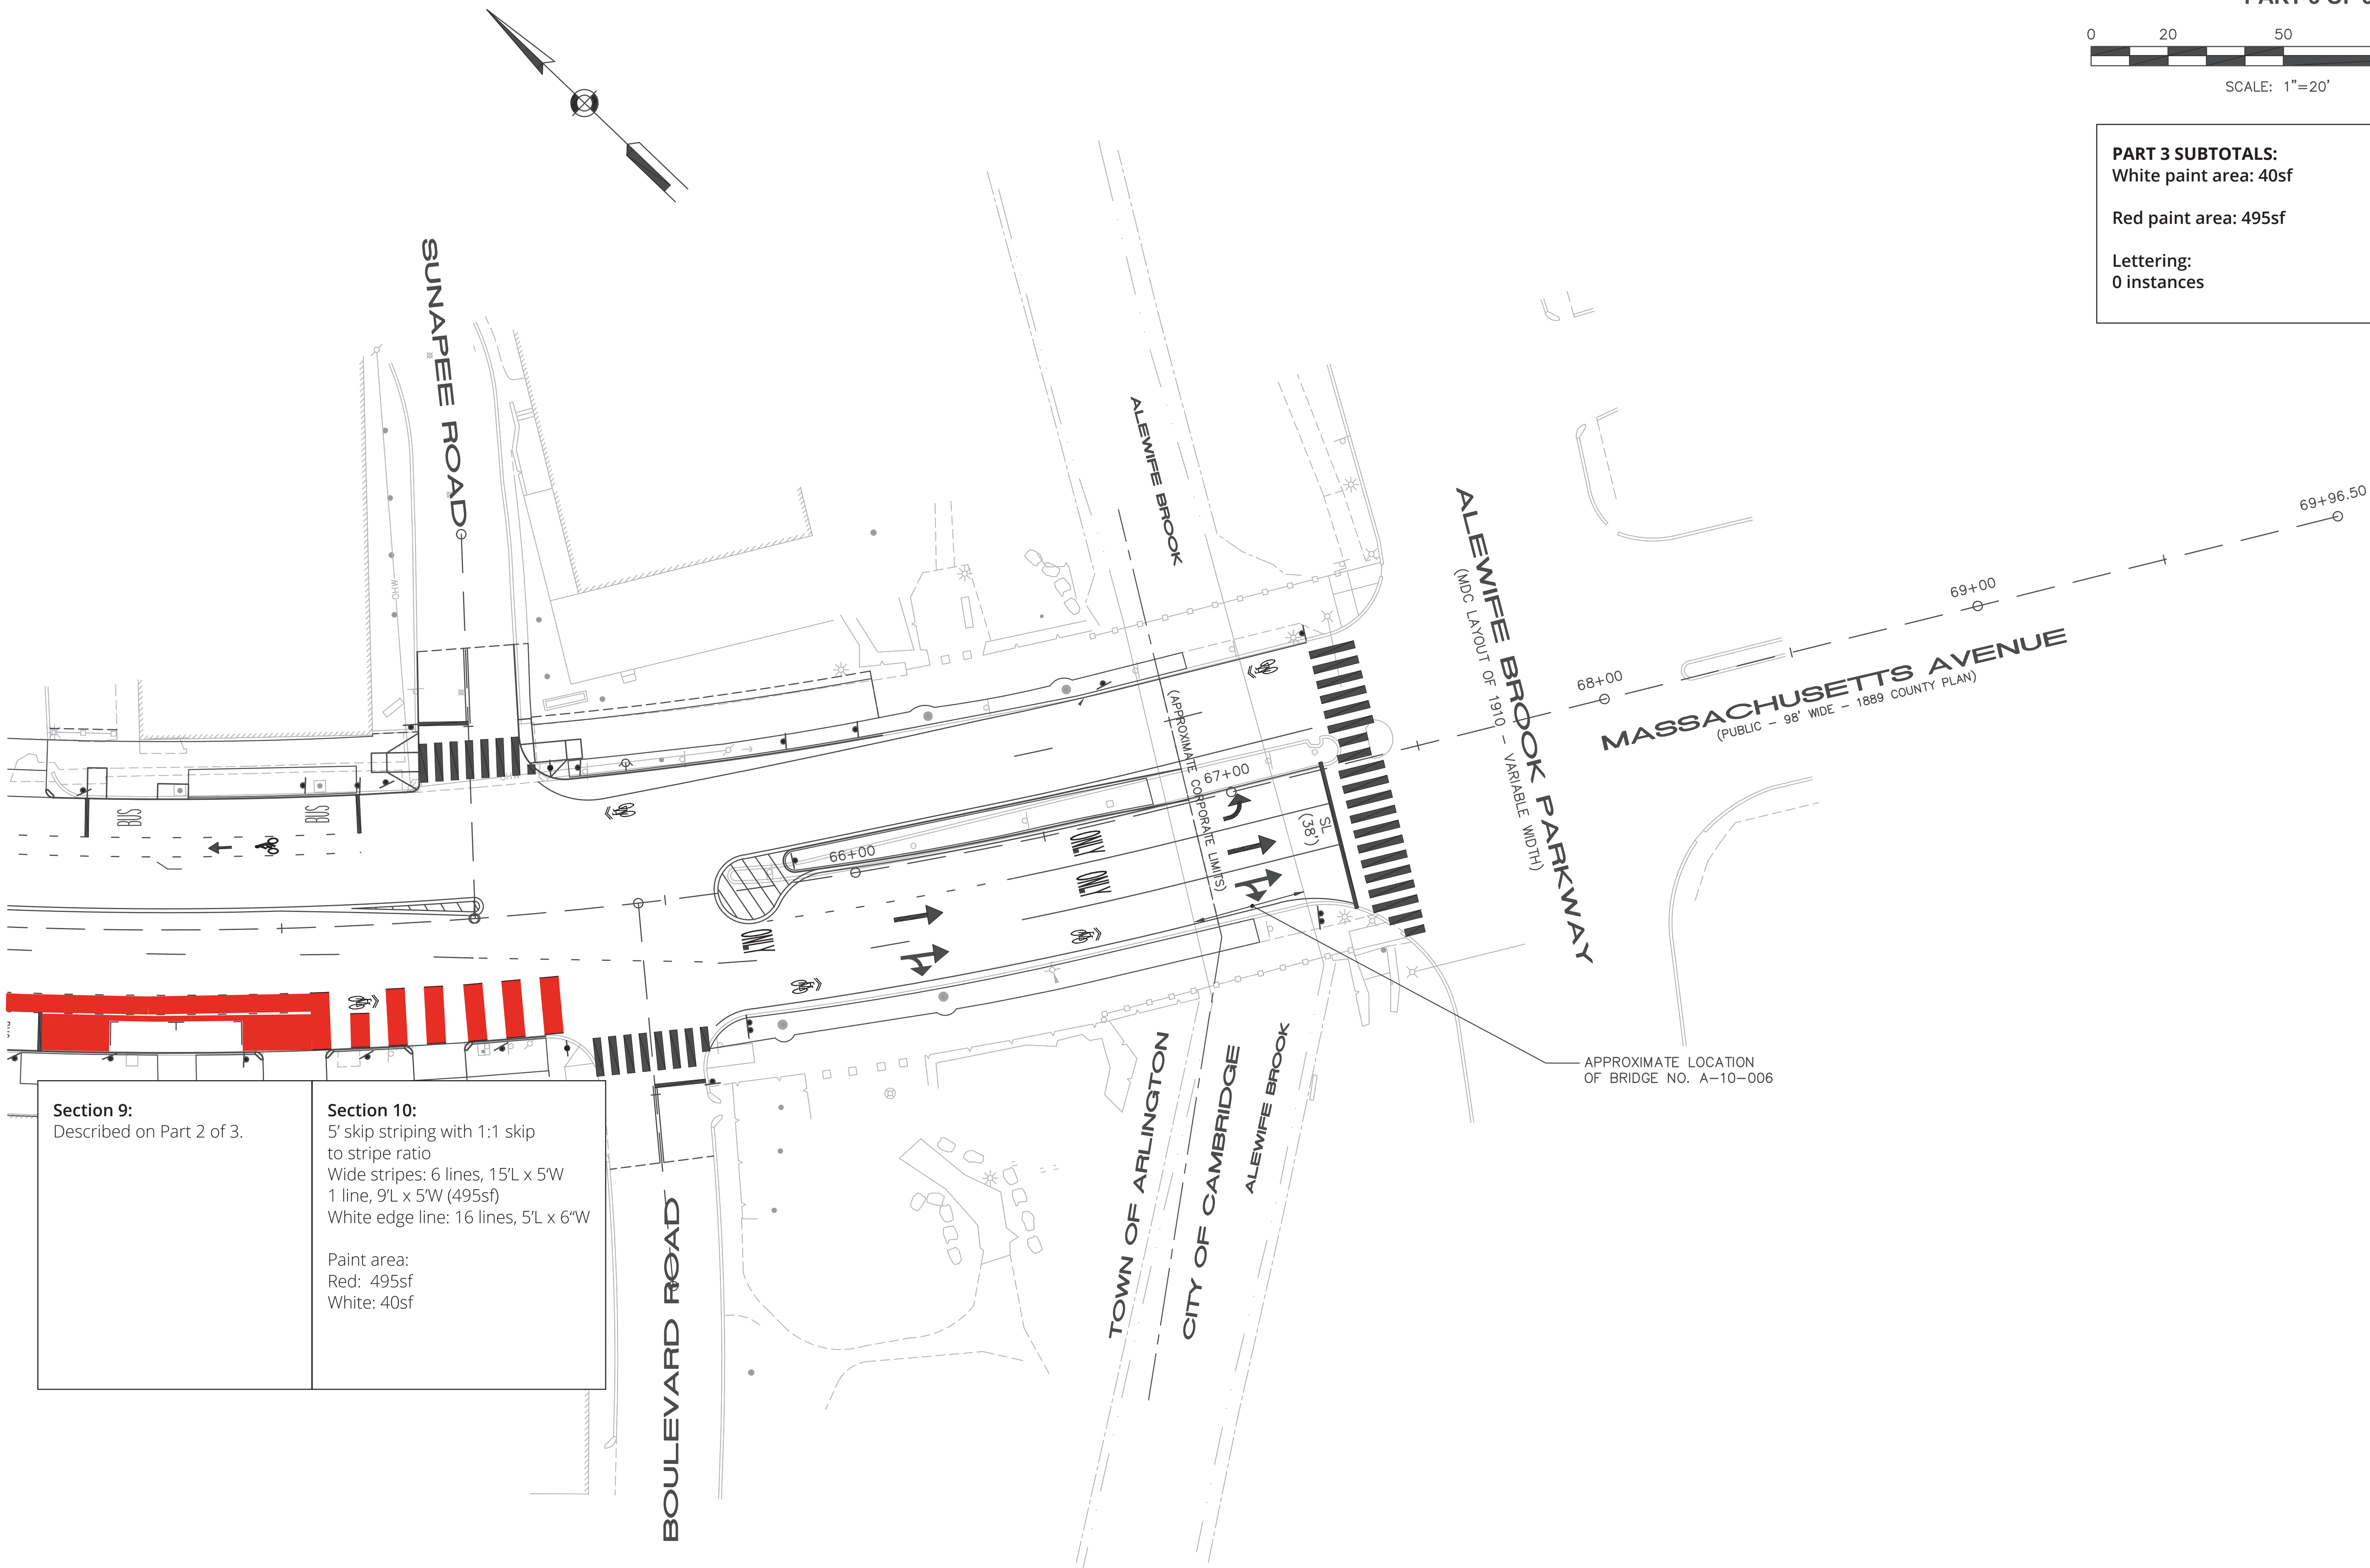 0 20 50
SCALE: 1"=20'
PART 3 SUBTOTALS:
White paint area: 40sf
Red paint area: 495sf
Lettering:
0 instances
SUNAPEE ROAD
OHW
OHW
ALEWIFE BROOK
ALEWIFE BROOK PARKWAY
(MDC LAYOUT OF 1910 - VARIABLE WIDTH)
69+96.50
69+00
68+00
MASSACHUSETTS AVENUE
(PUBLIC - 98' WIDE - 1889 COUNTY PLAN)
(APPROXIMATE CORPORATE LIMITS)
67+00
66+00
SL
(38')
BUS
BUS
ONLY
ONLY
ONLY
APPROXIMATE LOCATION
OF BRIDGE NO. A-10-006
TOWN OF ARLINGTON
CITY OF CAMBRIDGE
ALEWIFE BROOK
BOULEVARD ROAD
Section 9:
Described on Part 2 of 3.
Section 10:
5’ skip striping with 1:1 skip
to stripe ratio
Wide stripes: 6 lines, 15’L x 5’W
1 line, 9’L x 5’W (495sf)
White edge line: 16 lines, 5’L x 6“W
Paint area:
Red: 495sf
White: 40sf